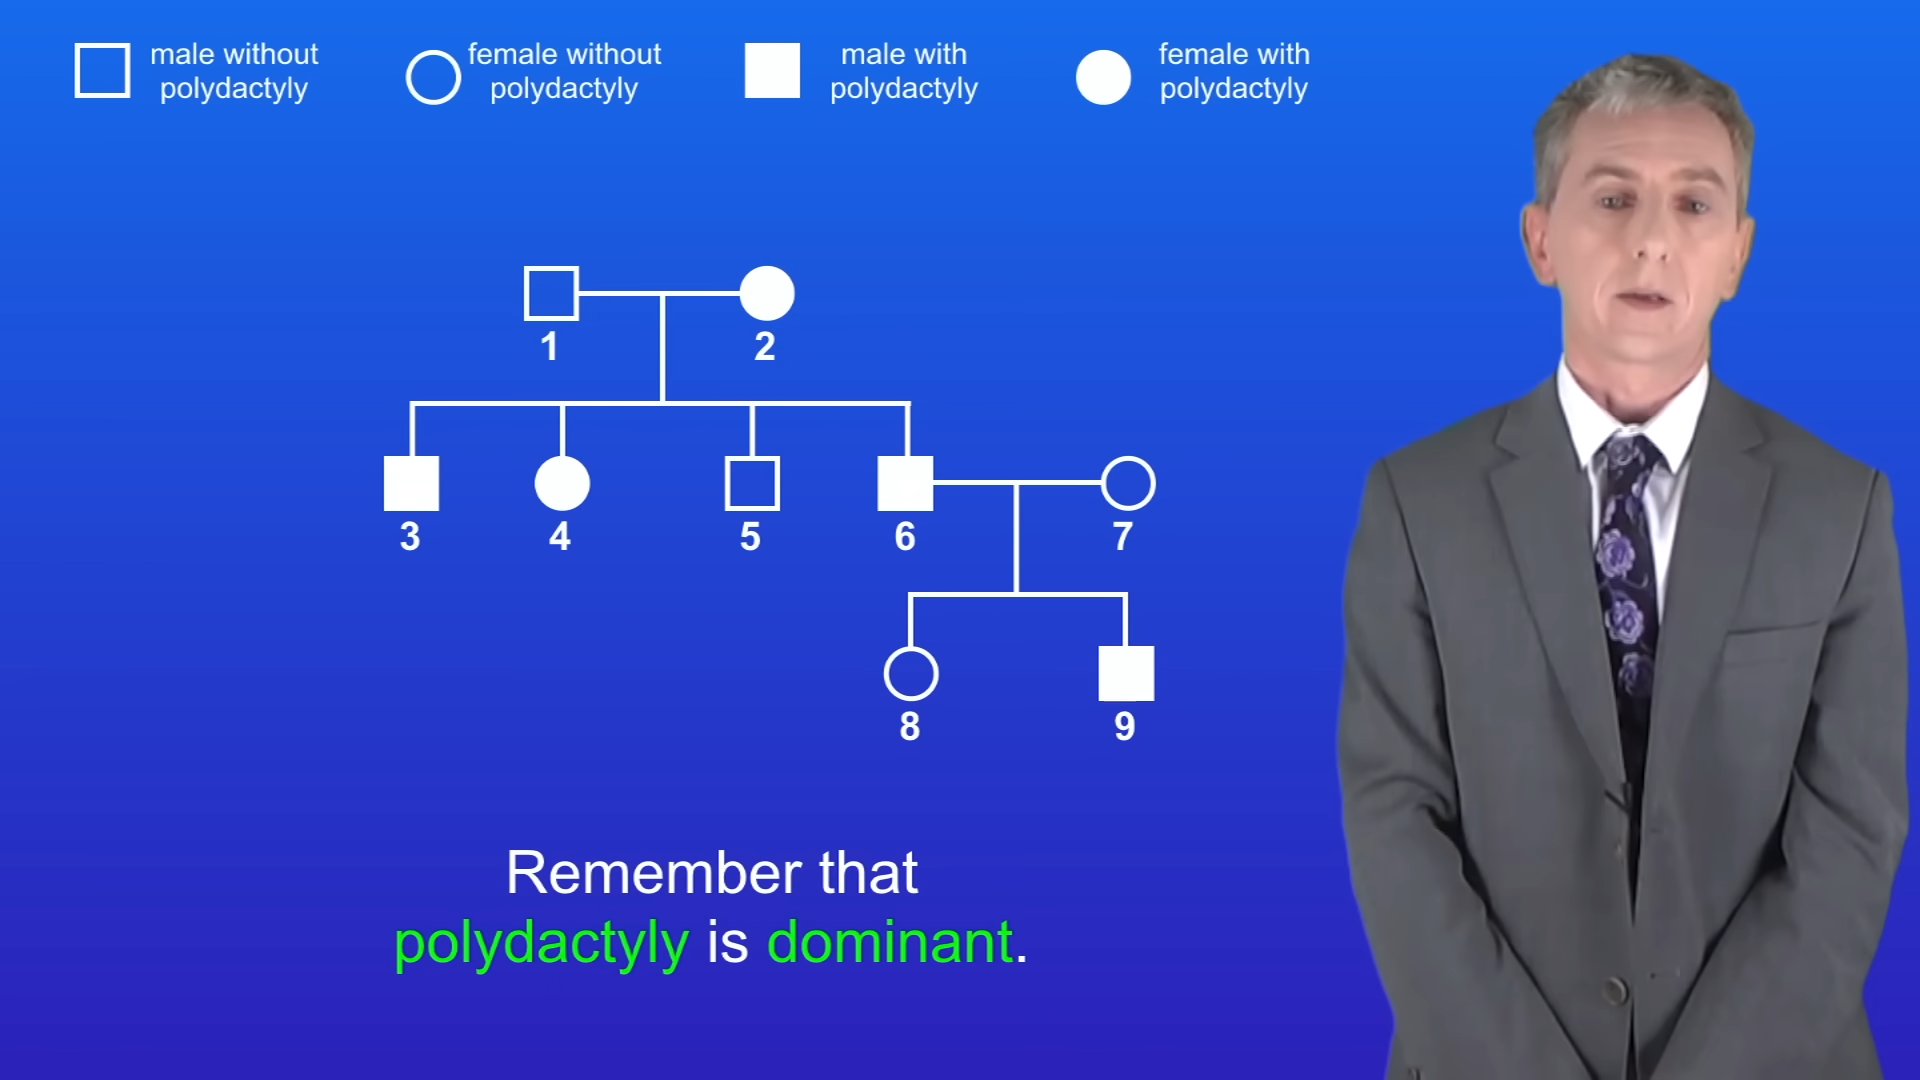 male without
polydactyly
female without
polydactyly
male with
polydactyly
female with
polydactyly
1
2
3
4
5
6
7
8
9
Remember that
polydactyly is dominant.